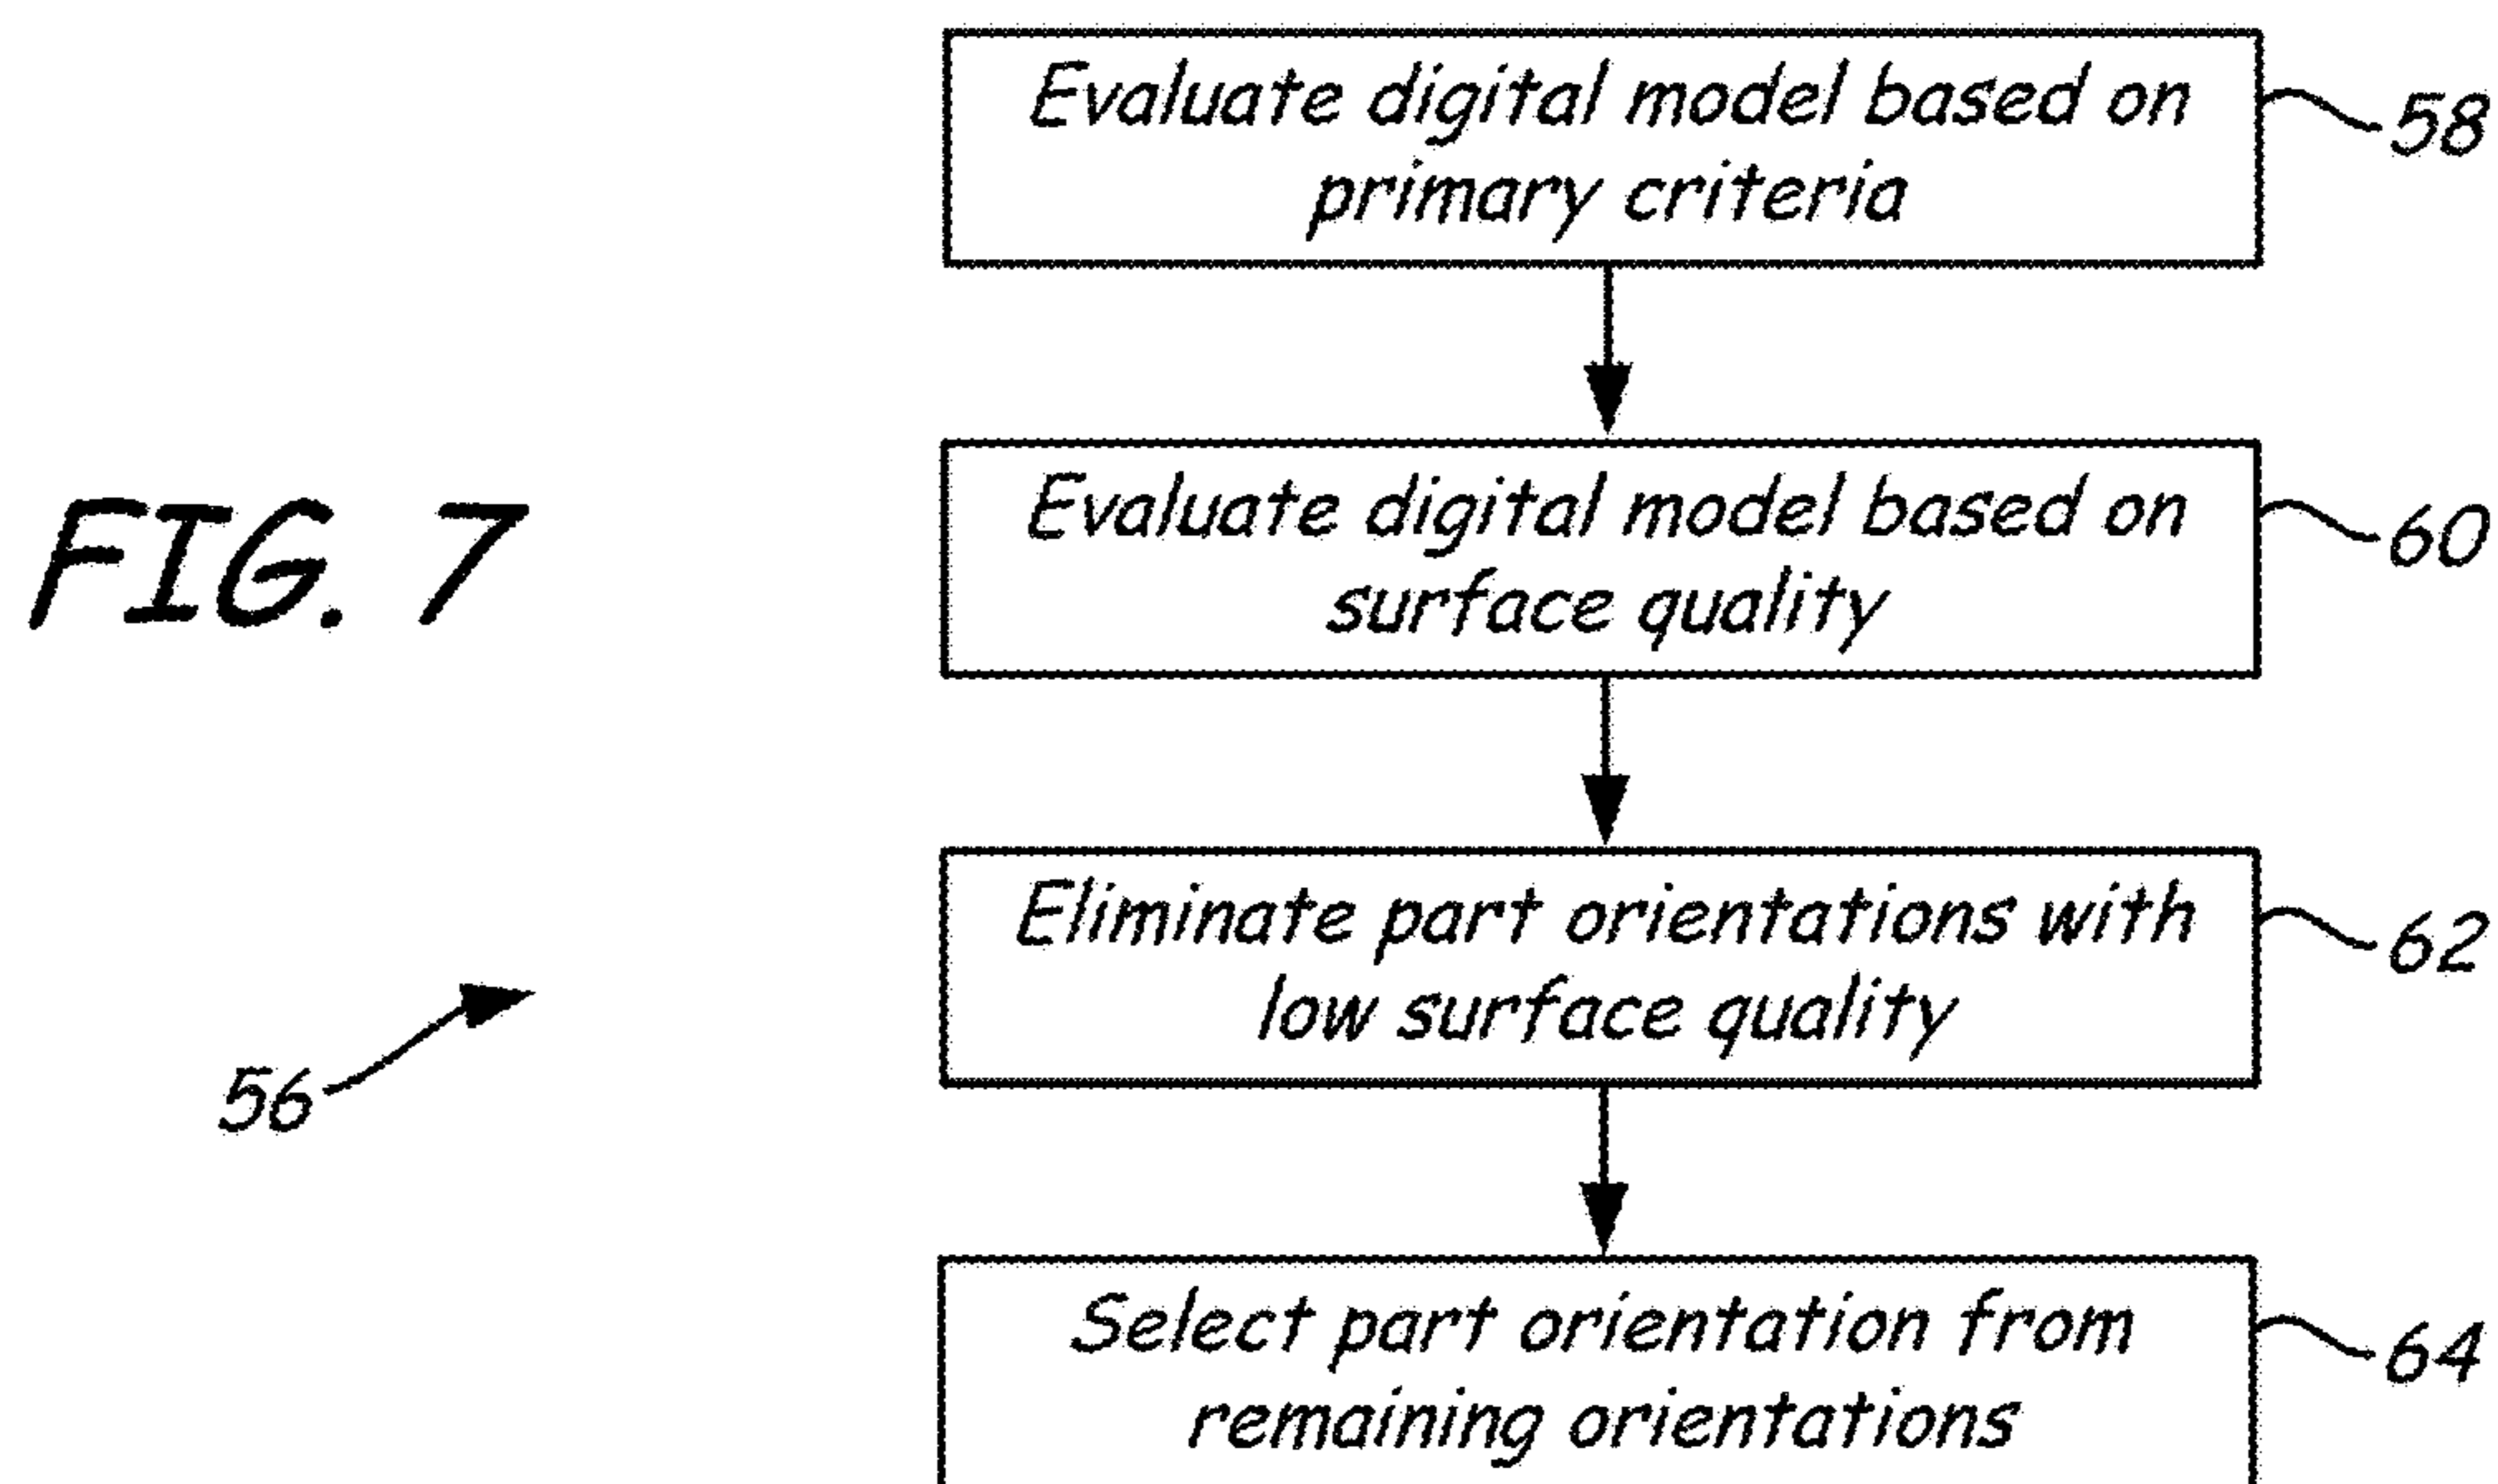 Evaluate digital model based on
primary criteria
58
FIG. 7
Evaluate digital model based on
surface quality
60
Eliminate part orientations with
low surface quality
62
56
Select part orientation from
remaining orientations
64